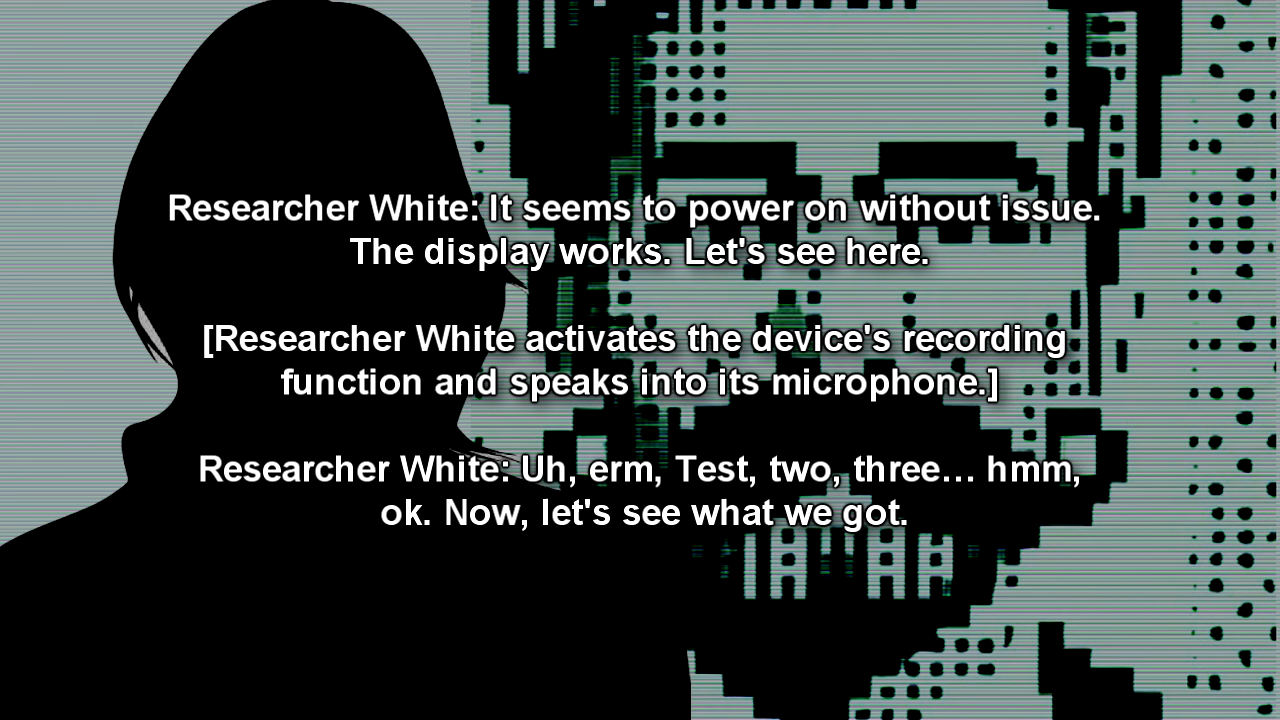 Researcher White: It seems to power on without issue.
The display works. Let's see here.
[Researcher White activates the device's recording
function and speaks into its microphone.]
Researcher White: Uh, erm, Test, two, three… hmm,
ok. Now, let's see what we got.